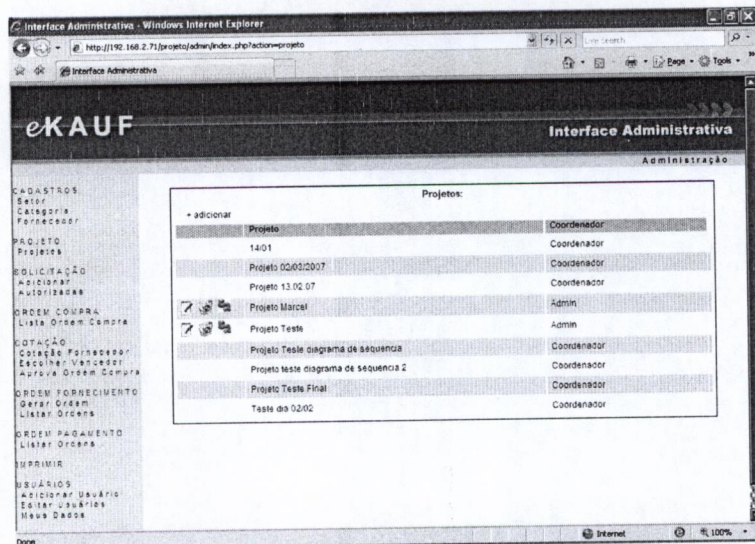 Interface Administrativa - Windows Internet Explorer
http://192.168.2.71/projeto/admin/index.php?action=projeto
Live Search
Interface Administrativa
Page
Tools
eKAUF
Interface Administrativa
Administração
CADASTROS
Setor
Categoria
Fornecedor
PROJETO
Projetos
SOLICITAÇÃO
Adicionar
Autorizadas
ORDEM COMPRA
Lista Ordem Compra
COTAÇÃO
Cotação Fornecedor
Escolher Vencedor
Aprova Ordem Compra
ORDEM FORNECIMENTO
Gerar Ordem
Listar Ordens
ORDEM PAGAMENTO
Listar Ordens
IMPRIMIR
USUÁRIOS
Adicionar Usuário
Editar Usuários
Meus Dados
Projetos:
+ adicionar
Projeto Coordenador
14/01 Coordenador
Projeto 02/03/2007 Coordenador
Projeto 13.02.07 Coordenador
Projeto Marcel Admin
Projeto Teste Admin
Projeto Teste diagrama de sequencia Coordenador
Projeto teste diagrama de sequencia 2 Coordenador
Projeto Teste Final Coordenador
Teste dia 02/02 Coordenador
Done
Internet
100%